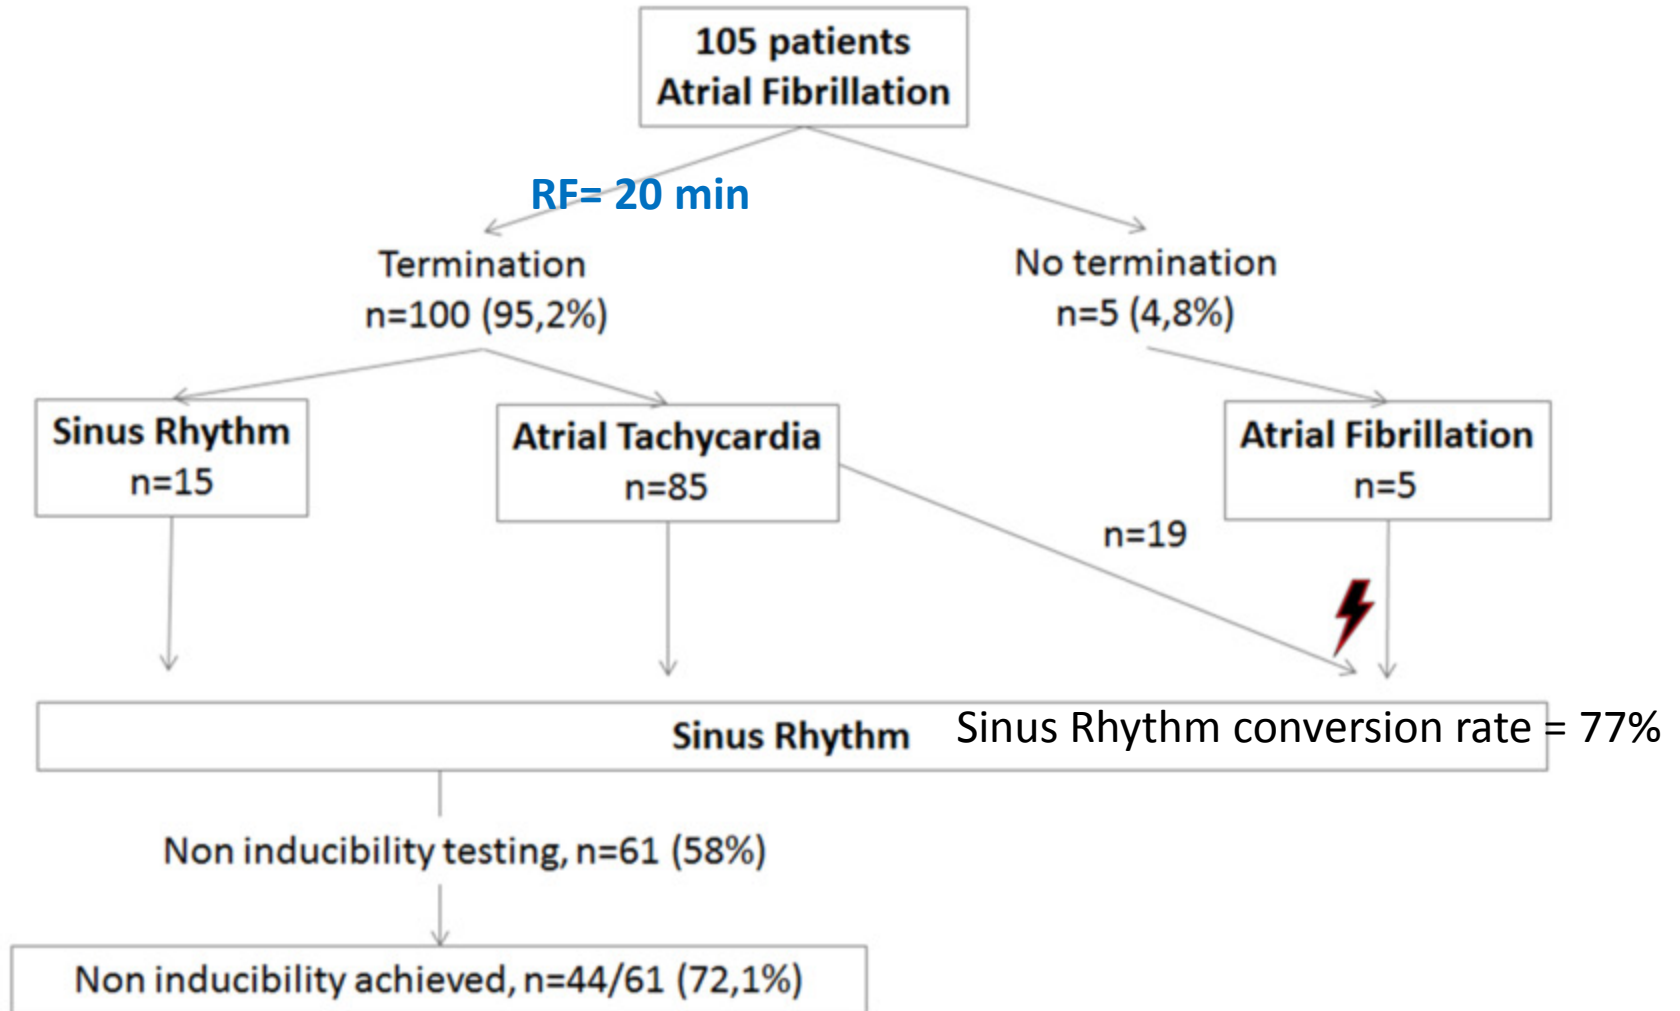 105 patients
Atrial Fibrillation
RF= 20 min
Termination
n=100 (95,2%)
No termination
n=5 (4,8%)
Sinus Rhythm
n=15
Atrial Tachycardia
n=85
Atrial Fibrillation
n=5
n=19
Sinus Rhythm
Sinus Rhythm conversion rate = 77%
Non inducibility testing, n=61 (58%)
Non inducibility achieved, n=44/61 (72,1%)